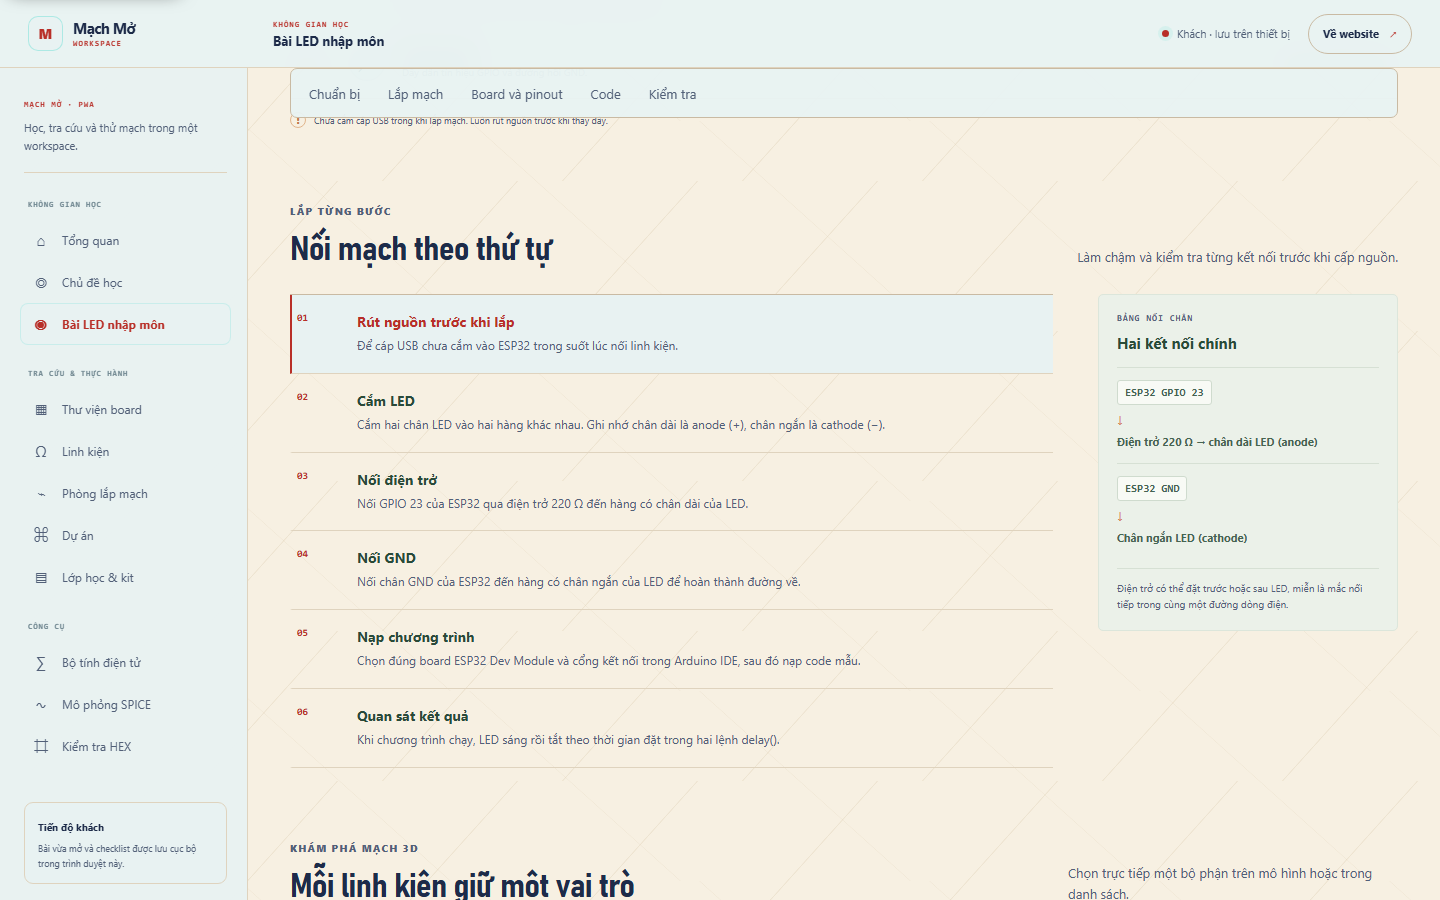 M
Mạch Mở
WORKSPACE
KHÔNG GIAN HỌC
Bài LED nhập môn
Khách · lưu trên thiết bị
Về website ↗
MẠCH MỞ · PWA
Học, tra cứu và thử mạch trong một
workspace.
KHÔNG GIAN HỌC
Tổng quan
Chủ đề học
Bài LED nhập môn
TRA CỨU & THỰC HÀNH
Thư viện board
Linh kiện
Phòng lắp mạch
Dự án
Lớp học & kit
CÔNG CỤ
Bộ tính điện tử
Mô phỏng SPICE
Kiểm tra HEX
Tiến độ khách
Bài vừa mở và checklist được lưu cục bộ
trong trình duyệt này.
Chuẩn bị
Lắp mạch
Board và pinout
Code
Kiểm tra
Chưa cắm cáp USB trong khi lắp mạch. Luôn rút nguồn trước khi thay dây.
LẮP TỪNG BƯỚC
Nối mạch theo thứ tự
Làm chậm và kiểm tra từng kết nối trước khi cấp nguồn.
01
Rút nguồn trước khi lắp
Để cáp USB chưa cắm vào ESP32 trong suốt lúc nối linh kiện.
02
Cắm LED
Cắm hai chân LED vào hai hàng khác nhau. Ghi nhớ chân dài là anode (+), chân ngắn là cathode (−).
03
Nối điện trở
Nối GPIO 23 của ESP32 qua điện trở 220 Ω đến hàng có chân dài của LED.
04
Nối GND
Nối chân GND của ESP32 đến hàng có chân ngắn của LED để hoàn thành đường về.
05
Nạp chương trình
Chọn đúng board ESP32 Dev Module và cổng kết nối trong Arduino IDE, sau đó nạp code mẫu.
06
Quan sát kết quả
Khi chương trình chạy, LED sáng rồi tắt theo thời gian đặt trong hai lệnh delay().
BẢNG NỐI CHÂN
Hai kết nối chính
ESP32 GPIO 23
↓
Điện trở 220 Ω → chân dài LED (anode)
ESP32 GND
↓
Chân ngắn LED (cathode)
Điện trở có thể đặt trước hoặc sau LED, miễn là mắc nối
tiếp trong cùng một đường dòng điện.
KHÁM PHÁ MẠCH 3D
Mỗi linh kiện giữ một vai trò
Chọn trực tiếp một bộ phận trên mô hình hoặc trong
danh sách.